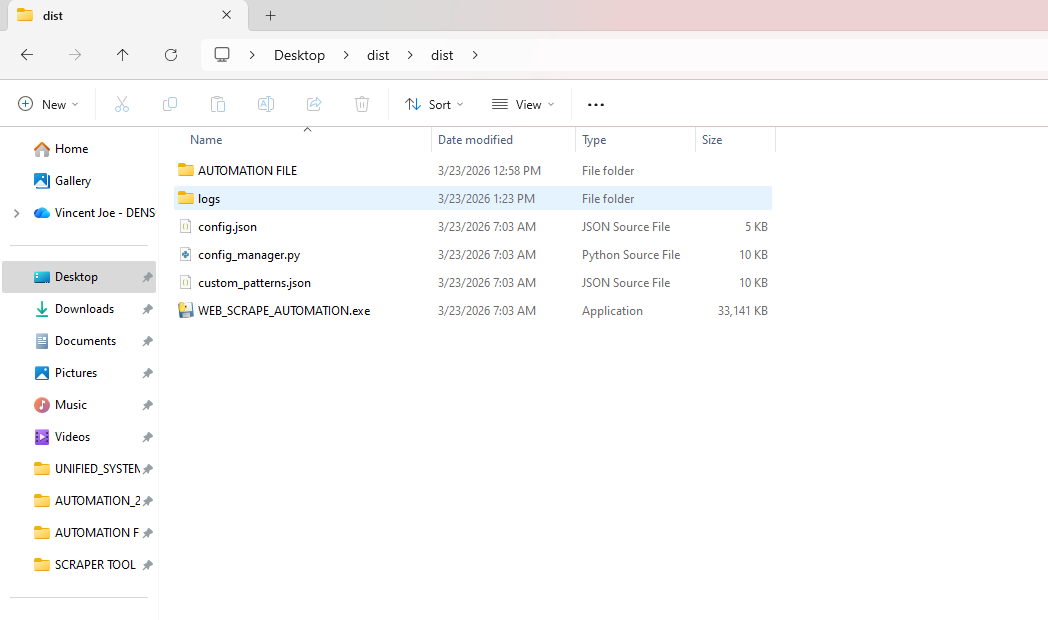 dist
Desktop dist dist
New Sort View
Name Date modified Type Size
Home
Gallery
Vincent Joe - DENS
Desktop
Downloads
Documents
Pictures
Music
Videos
UNIFIED_SYSTEM
AUTOMATION_2
AUTOMATION F
SCRAPER TOOL
AUTOMATION FILE 3/23/2026 12:58 PM File folder
logs 3/23/2026 1:23 PM File folder
config.json 3/23/2026 7:03 AM JSON Source File 5 KB
config_manager.py 3/23/2026 7:03 AM Python Source File 10 KB
custom_patterns.json 3/23/2026 7:03 AM JSON Source File 10 KB
WEB_SCRAPE_AUTOMATION.exe 3/23/2026 7:03 AM Application 33,141 KB